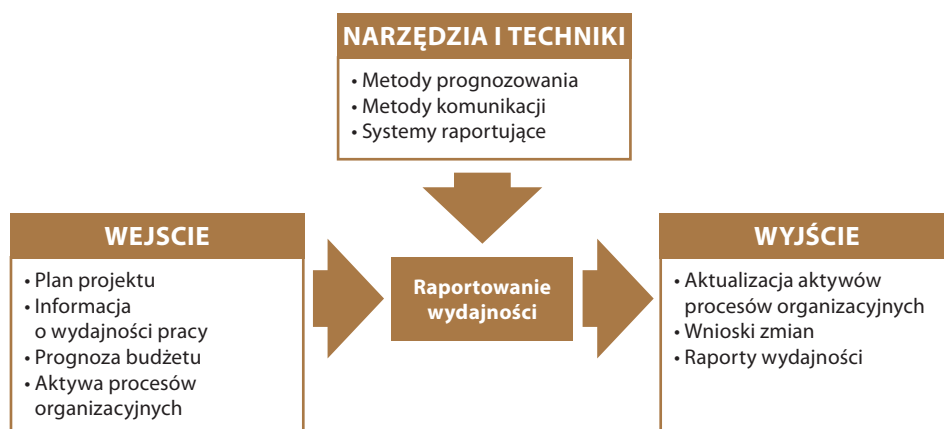 NARZĘDZIA I TECHNIKI
• Metody prognozowania
• Metody komunikacji
• Systemy raportujące
WEJSCIE
• Plan projektu
• Informacja
o wydajności pracy
• Prognoza budżetu
• Aktywa procesów
organizacyjnych
Raportowanie
wydajności
WYJŚCIE
• Aktualizacja aktywów
procesów organizacyjnych
• Wnioski zmian
• Raporty wydajności